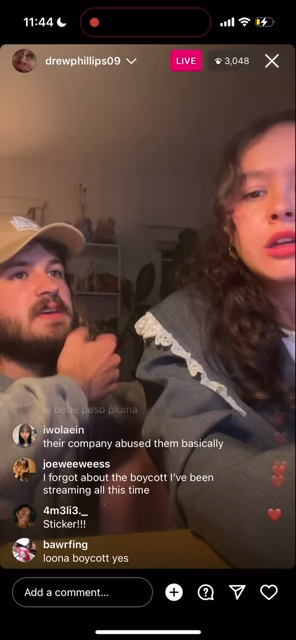 11:44
drewphillips09
LIVE
3,048
la bebe peso pluma
iwolaein
their company abused them basically
joeweeweess
I forgot about the boycott I've been
streaming all this time
4m3li3._
Sticker!!!
bawrfing
loona boycott yes
Add a comment...